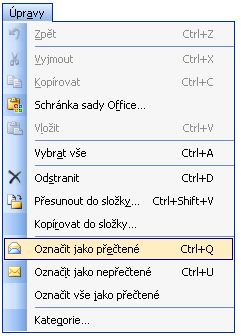 Úpravy
Zpět Ctrl+Z
Vyjmout Ctrl+X
Kopírovat Ctrl+C
Schránka sady Office...
Vložit Ctrl+V
Vybrat vše Ctrl+A
Odstranit Ctrl+D
Přesunout do složky... Ctrl+Shift+V
Kopírovat do složky...
Označit jako přečtené Ctrl+Q
Označit jako nepřečtené Ctrl+U
Označit vše jako přečtené
Kategorie...